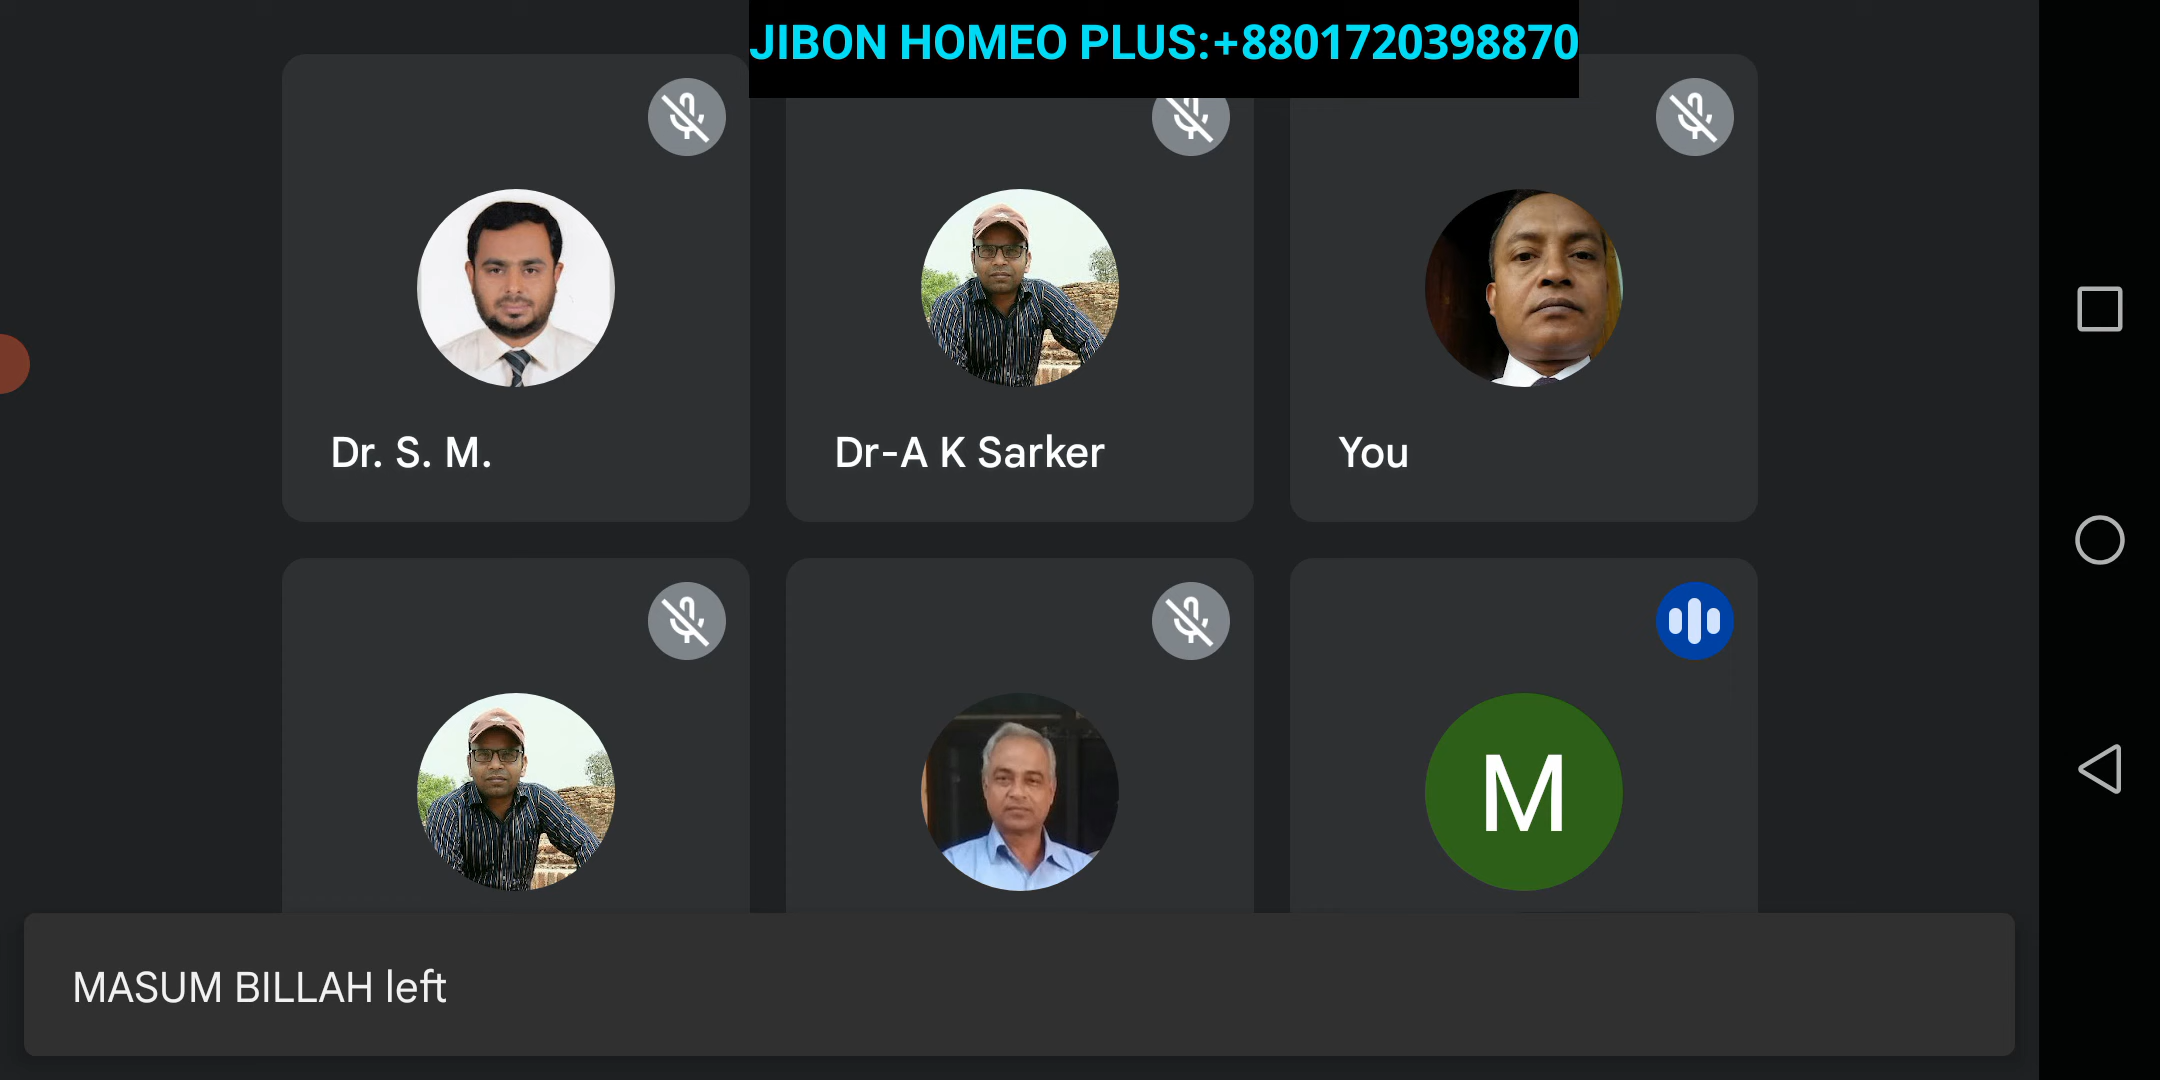 JIBON HOMEO PLUS:+8801720398870
Dr. S. M.
Dr-A K Sarker
You
M
MASUM BILLAH left